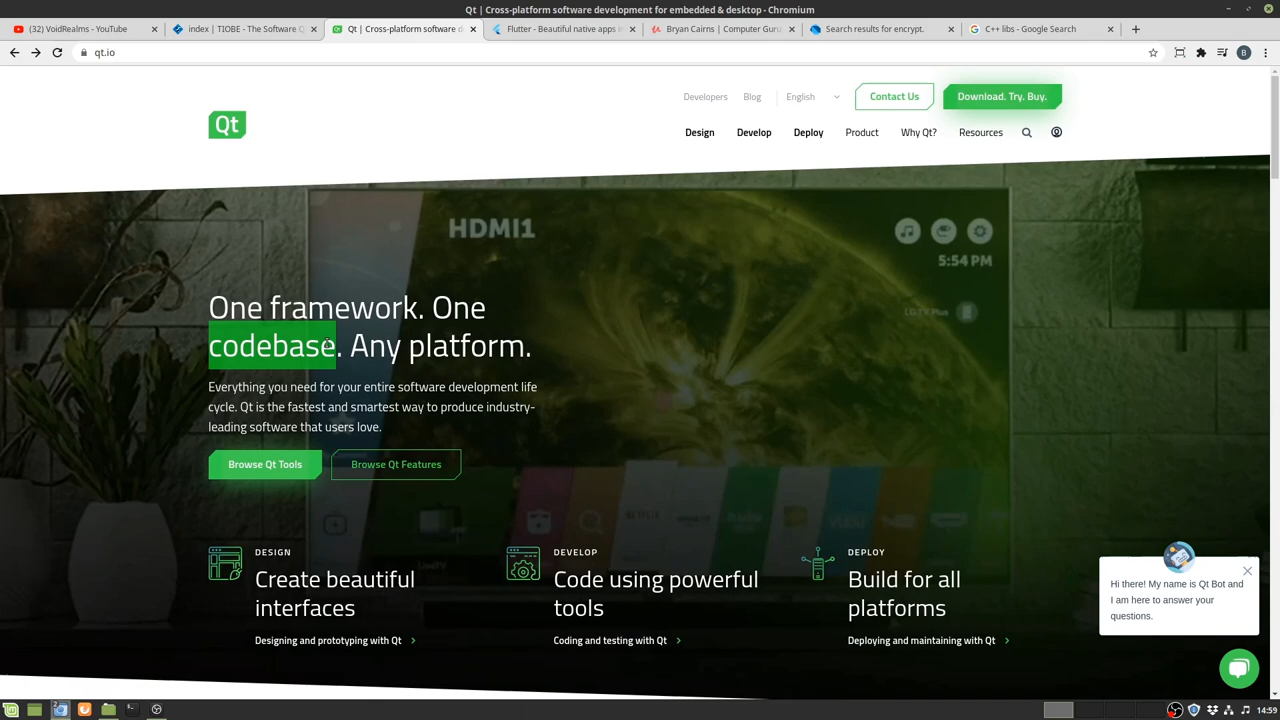 Qt | Cross-platform software development for embedded & desktop - Chromium
(32) VoidRealms - YouTube
index | TIOBE - The Software Q
Qt | Cross-platform software d
Flutter - Beautiful native apps in
Bryan Cairns | Computer Guru
Search results for encrypt.
C++ libs - Google Search
qt.io
B
Developers
Blog
English
Contact Us
Download. Try. Buy.
Qt
Design
Develop
Deploy
Product
Why Qt?
Resources
HDMI1
5:54 PM
LG TV Plus
One framework. One
codebase. Any platform.
Everything you need for your entire software development life
cycle. Qt is the fastest and smartest way to produce industry-
leading software that users love.
Browse Qt Tools
Browse Qt Features
NETFLIX
DESIGN
Create beautiful
interfaces
Designing and prototyping with Qt
DEVELOP
Code using powerful
tools
Coding and testing with Qt
DEPLOY
Build for all
platforms
Deploying and maintaining with Qt
Hi there! My name is Qt Bot and
I am here to answer your
questions.
2
14:59